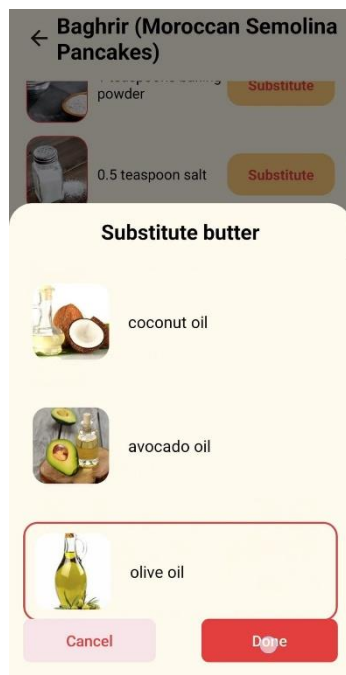 Baghrir (Moroccan Semolina
Pancakes)
powder
Substitute
0.5 teaspoon salt
Substitute
Substitute butter
coconut oil
avocado oil
olive oil
Cancel
Done